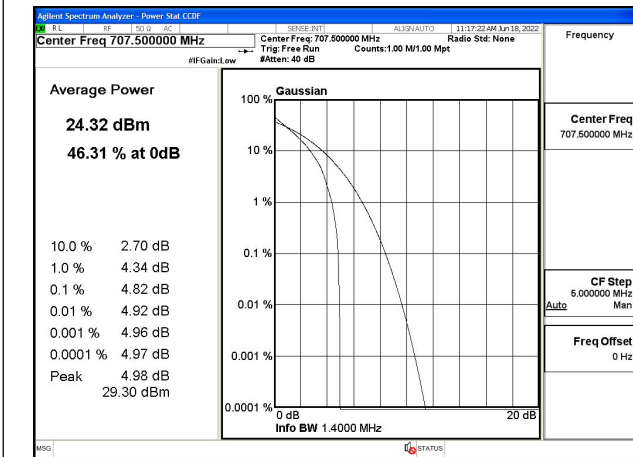 Agilent Spectrum Analyzer - Power Stat CCDF
RL RF 50 Ω AC SENSE:INT ALIGN AUTO 11:17:22 AM Jun 18, 2022
Center Freq 707.500000 MHz
Center Freq: 707.500000 MHz Radio Std: None
Trig: Free Run Counts:1.00 M/1.00 Mpt
#IFGain:Low #Atten: 40 dB
Frequency
Average Power
24.32 dBm
46.31 % at 0dB
10.0 % 2.70 dB
1.0 % 4.34 dB
0.1 % 4.82 dB
0.01 % 4.92 dB
0.001 % 4.96 dB
0.0001 % 4.97 dB
Peak 4.98 dB
29.30 dBm
Gaussian
100 %
10 %
1 %
0.1 %
0.01 %
0.001 %
0.0001 %
0 dB 20 dB
Info BW 1.4000 MHz
Center Freq
707.500000 MHz
CF Step
5.000000 MHz
Auto Man
Freq Offset
0 Hz
MSG STATUS